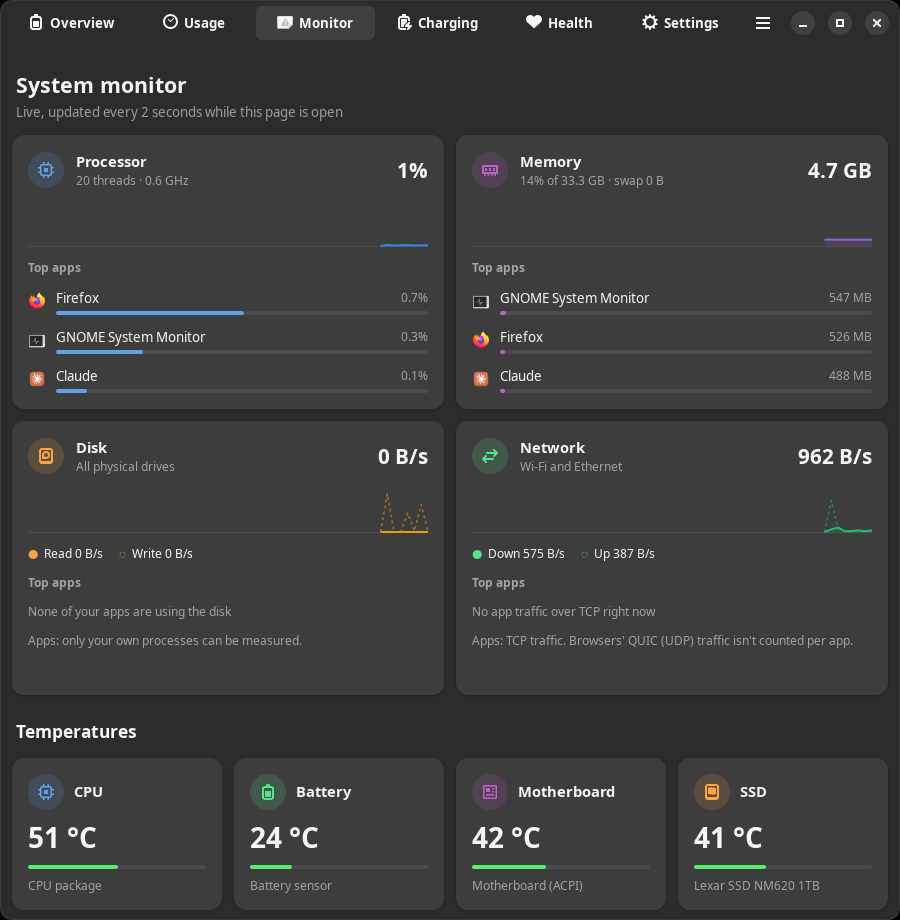 Overview Usage Monitor Charging Health Settings
System monitor
Live, updated every 2 seconds while this page is open
Processor
20 threads · 0.6 GHz
1%
Top apps
Firefox 0.7%
GNOME System Monitor 0.3%
Claude 0.1%
Memory
14% of 33.3 GB · swap 0 B
4.7 GB
Top apps
GNOME System Monitor 547 MB
Firefox 526 MB
Claude 488 MB
Disk
All physical drives
0 B/s
Read 0 B/s Write 0 B/s
Top apps
None of your apps are using the disk
Apps: only your own processes can be measured.
Network
Wi-Fi and Ethernet
962 B/s
Down 575 B/s Up 387 B/s
Top apps
No app traffic over TCP right now
Apps: TCP traffic. Browsers' QUIC (UDP) traffic isn't counted per app.
Temperatures
CPU
51 °C
CPU package
Battery
24 °C
Battery sensor
Motherboard
42 °C
Motherboard (ACPI)
SSD
41 °C
Lexar SSD NM620 1TB